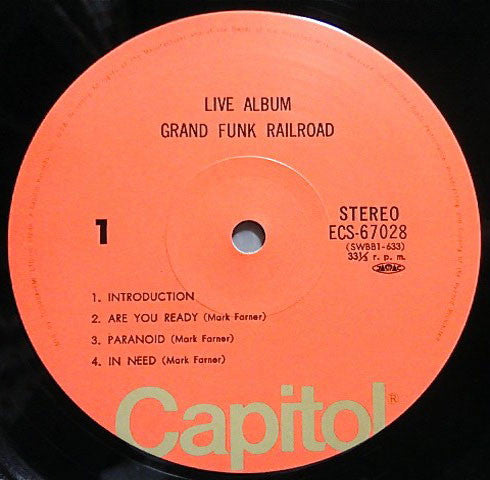 LIVE ALBUM
GRAND FUNK RAILROAD
1
STEREO
ECS-67028
(SWBB1-633)
33⅓ r. p. m.
JASRAC
1. INTRODUCTION
2. ARE YOU READY (Mark Farner)
3. PARANOID (Mark Farner)
4. IN NEED (Mark Farner)
Capitol®